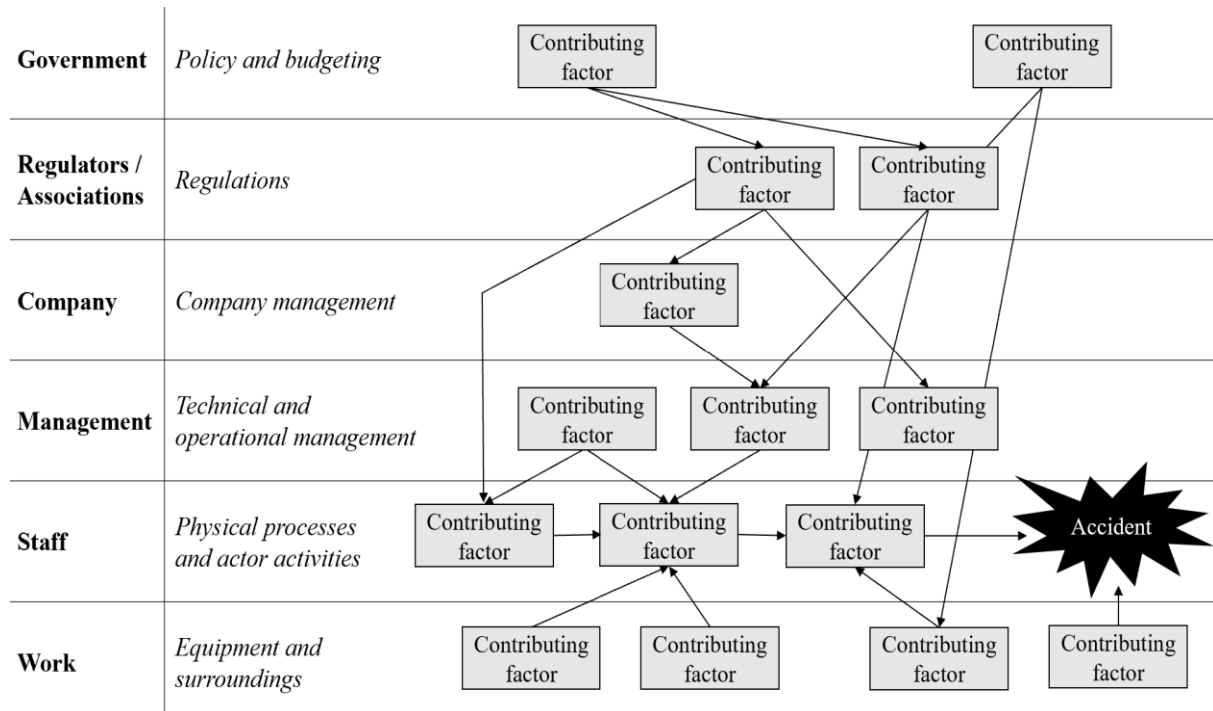 Government
Policy and budgeting
Contributing
factor
Contributing
factor
Regulators /
Associations
Regulations
Contributing
factor
Contributing
factor
Company
Company management
Contributing
factor
Management
Technical and
operational management
Contributing
factor
Contributing
factor
Contributing
factor
Staff
Physical processes
and actor activities
Contributing
factor
Contributing
factor
Contributing
factor
Accident
Work
Equipment and
surroundings
Contributing
factor
Contributing
factor
Contributing
factor
Contributing
factor